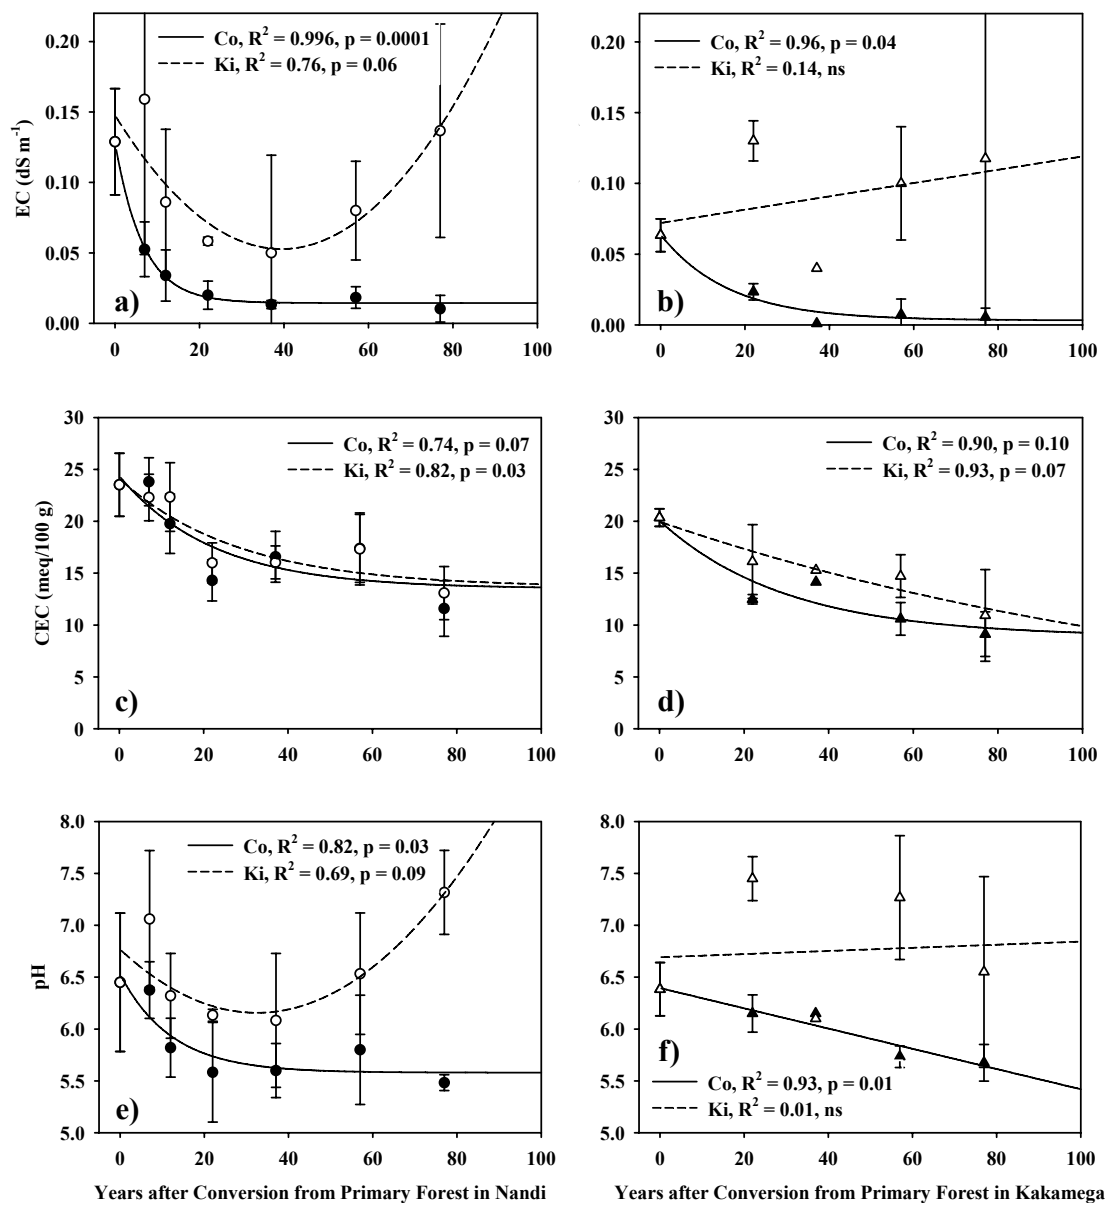 Co, R² = 0.996, p = 0.0001
Ki, R² = 0.76, p = 0.06
0.20
0.15
0.10
0.05
0.00
EC (dS m⁻¹)
a)
0 20 40 60 80 100
Co, R² = 0.96, p = 0.04
Ki, R² = 0.14, ns
0.20
0.15
0.10
0.05
0.00
b)
0 20 40 60 80 100
Co, R² = 0.74, p = 0.07
Ki, R² = 0.82, p = 0.03
30
25
20
15
10
5
0
CEC (meq/100 g)
c)
0 20 40 60 80 100
Co, R² = 0.90, p = 0.10
Ki, R² = 0.93, p = 0.07
30
25
20
15
10
5
0
d)
0 20 40 60 80 100
Co, R² = 0.82, p = 0.03
Ki, R² = 0.69, p = 0.09
8.0
7.5
7.0
6.5
6.0
5.5
5.0
pH
e)
0 20 40 60 80 100
Years after Conversion from Primary Forest in Nandi
8.0
7.5
7.0
6.5
6.0
5.5
5.0
f)
Co, R² = 0.93, p = 0.01
Ki, R² = 0.01, ns
0 20 40 60 80 100
Years after Conversion from Primary Forest in Kakamega